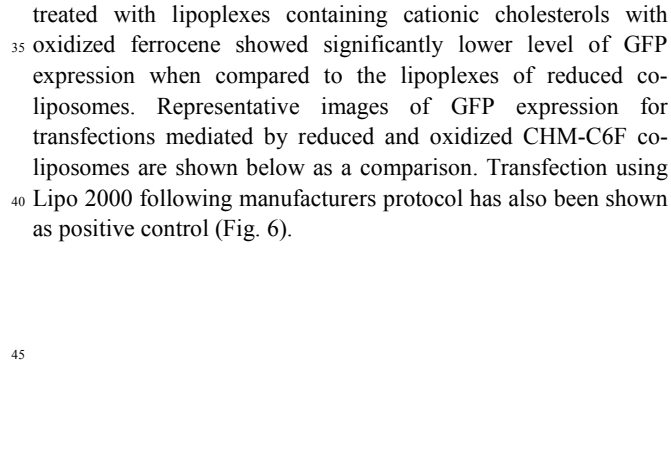 treated with lipoplexes containing cationic cholesterols with
35 oxidized ferrocene showed significantly lower level of GFP
expression when compared to the lipoplexes of reduced co-
liposomes. Representative images of GFP expression for
transfections mediated by reduced and oxidized CHM-C6F co-
liposomes are shown below as a comparison. Transfection using
40 Lipo 2000 following manufacturers protocol has also been shown
as positive control (Fig. 6).
45